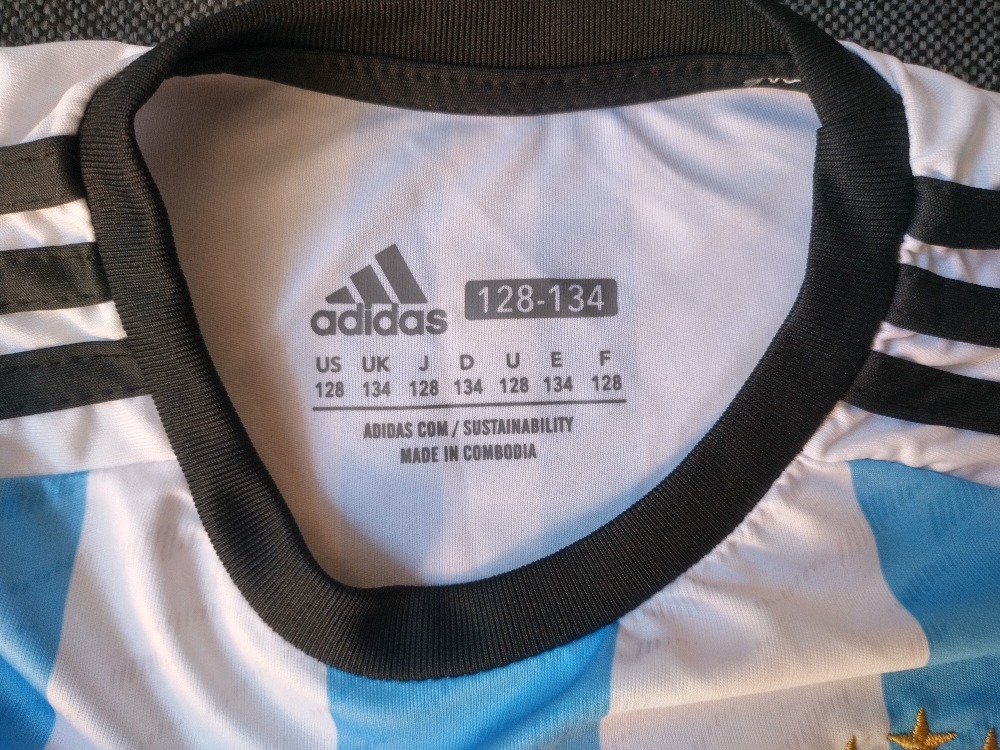 adidas 128-134
US UK J D U E F
128 134 128 134 128 134 128
ADIDAS COM / SUSTAINABILITY
MADE IN COMBODIA